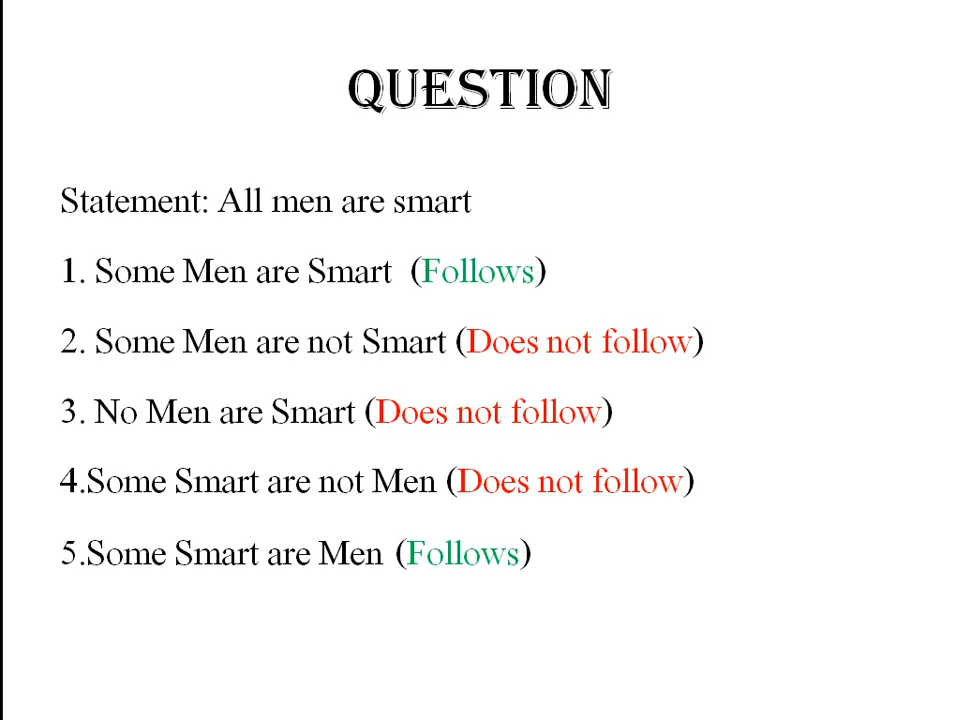 QUESTION
Statement: All men are smart
1. Some Men are Smart (Follows)
2. Some Men are not Smart (Does not follow)
3. No Men are Smart (Does not follow)
4.Some Smart are not Men (Does not follow)
5.Some Smart are Men (Follows)